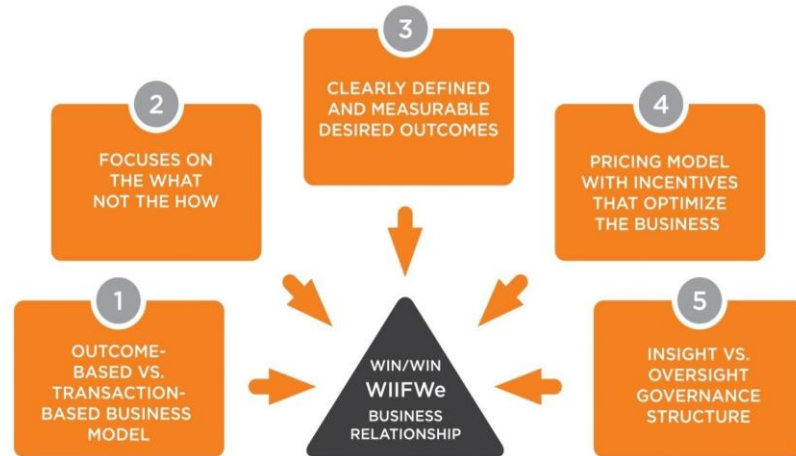 1
OUTCOME-
BASED VS.
TRANSACTION-
BASED BUSINESS
MODEL
2
FOCUSES ON
THE WHAT
NOT THE HOW
3
CLEARLY DEFINED
AND MEASURABLE
DESIRED OUTCOMES
4
PRICING MODEL
WITH INCENTIVES
THAT OPTIMIZE
THE BUSINESS
5
INSIGHT VS.
OVERSIGHT
GOVERNANCE
STRUCTURE
WIN/WIN
WIIFWe
BUSINESS
RELATIONSHIP